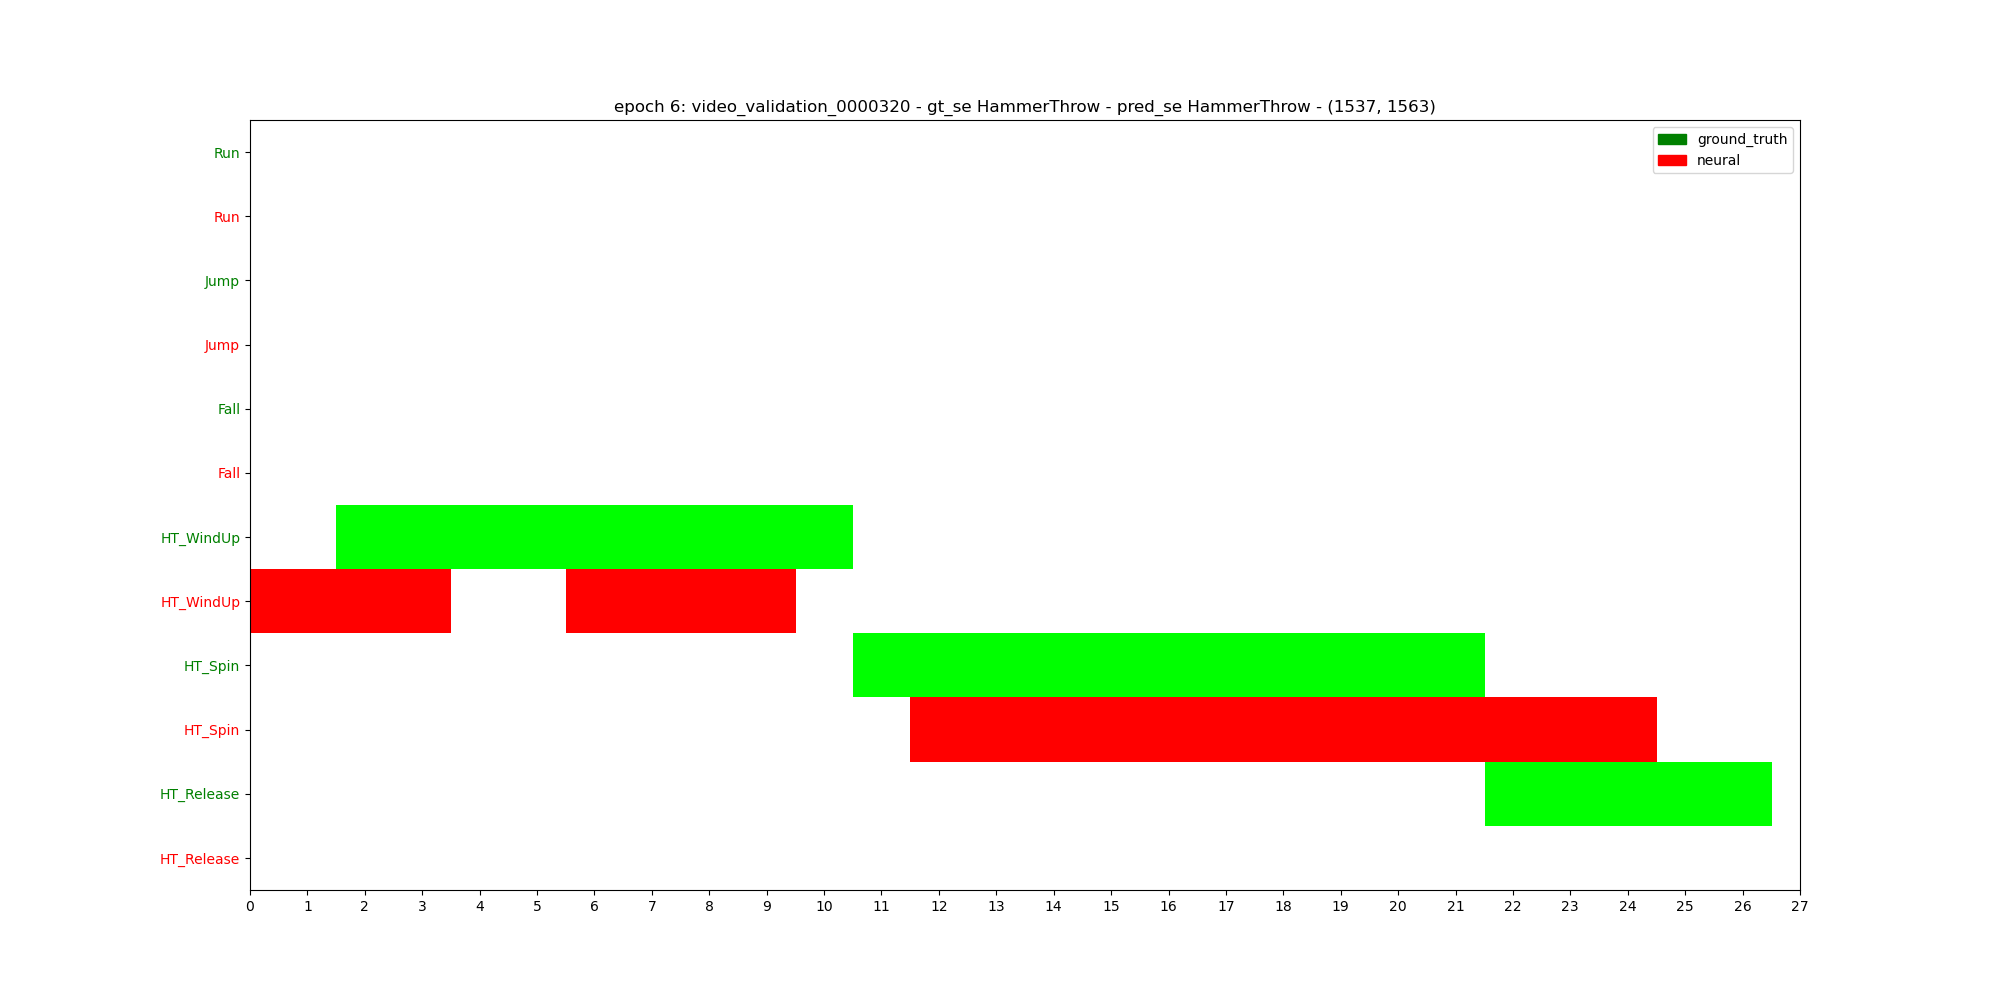 epoch 6: video_validation_0000320 - gt_se HammerThrow - pred_se HammerThrow - (1537, 1563)
ground_truth
neural
Run
Run
Jump
Jump
Fall
Fall
HT_WindUp
HT_WindUp
HT_Spin
HT_Spin
HT_Release
HT_Release
0 1 2 3 4 5 6 7 8 9 10 11 12 13 14 15 16 17 18 19 20 21 22 23 24 25 26 27